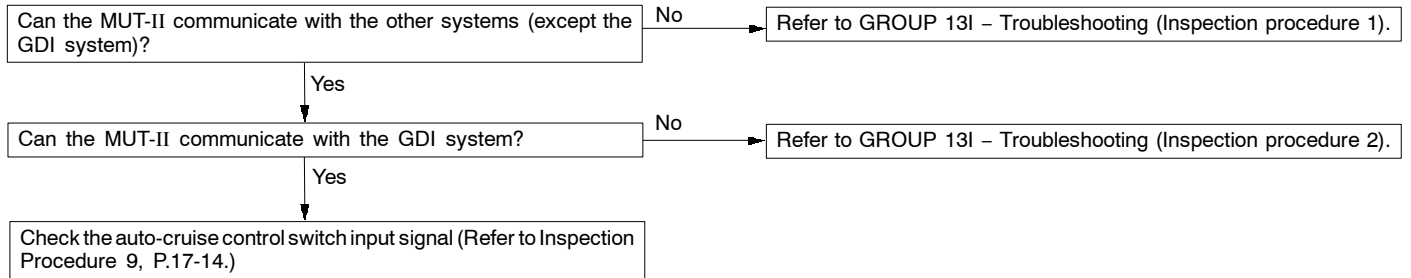 Can the MUT-II communicate with the other systems (except the
GDI system)?
No
Refer to GROUP 13I – Troubleshooting (Inspection procedure 1).
Yes
Can the MUT-II communicate with the GDI system?
No
Refer to GROUP 13I – Troubleshooting (Inspection procedure 2).
Yes
Check the auto-cruise control switch input signal (Refer to Inspection
Procedure 9, P.17-14.)